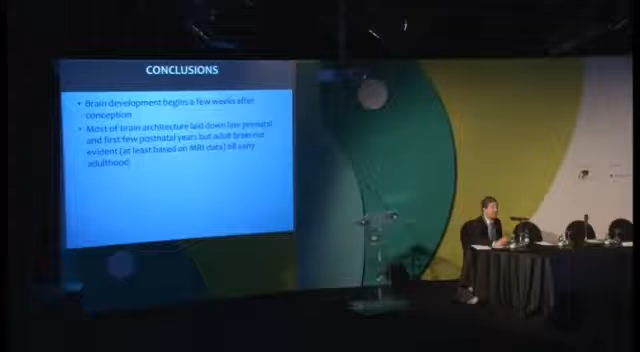 CONCLUSIONS
• Brain development begins a few weeks after
conception
• Most of brain architecture laid down late prenatal
and first few postnatal years but adult brain not
evident (at least based on MRI data) till early
adulthood